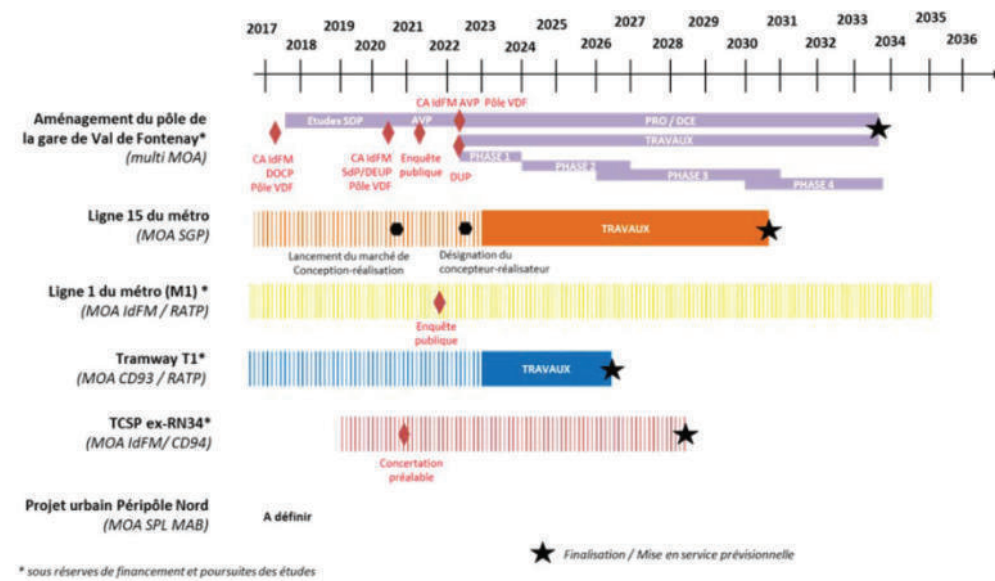 2017 2019 2021 2023 2025 2027 2029 2031 2033 2035
2018 2020 2022 2024 2026 2028 2030 2032 2034 2036
Aménagement du pôle de
la gare de Val de Fontenay*
(multi MOA)
CA IdFM AVP Pôle VDF
Etudes SDP AVP PRO / DCE
TRAVAUX
PHASE 1
PHASE 2
PHASE 3
PHASE 4
CA IdFM
DOCP
Pôle VDF
CA IdFM
SdP/DEUP
Pôle VDF
Enquête
publique
DUP
Ligne 15 du métro
(MOA SGP)
TRAVAUX
Lancement du marché de
Conception-réalisation
Désignation du
concepteur-réalisateur
Ligne 1 du métro (M1) *
(MOA IdFM / RATP)
Enquête
publique
Tramway T1*
(MOA CD93 / RATP)
TRAVAUX
TCSP ex-RN34*
(MOA IdFM/ CD94)
Concertation
préalable
Projet urbain Péripôle Nord
(MOA SPL MAB)
A définir
Finalisation / Mise en service prévisionnelle
* sous réserves de financement et poursuites des études